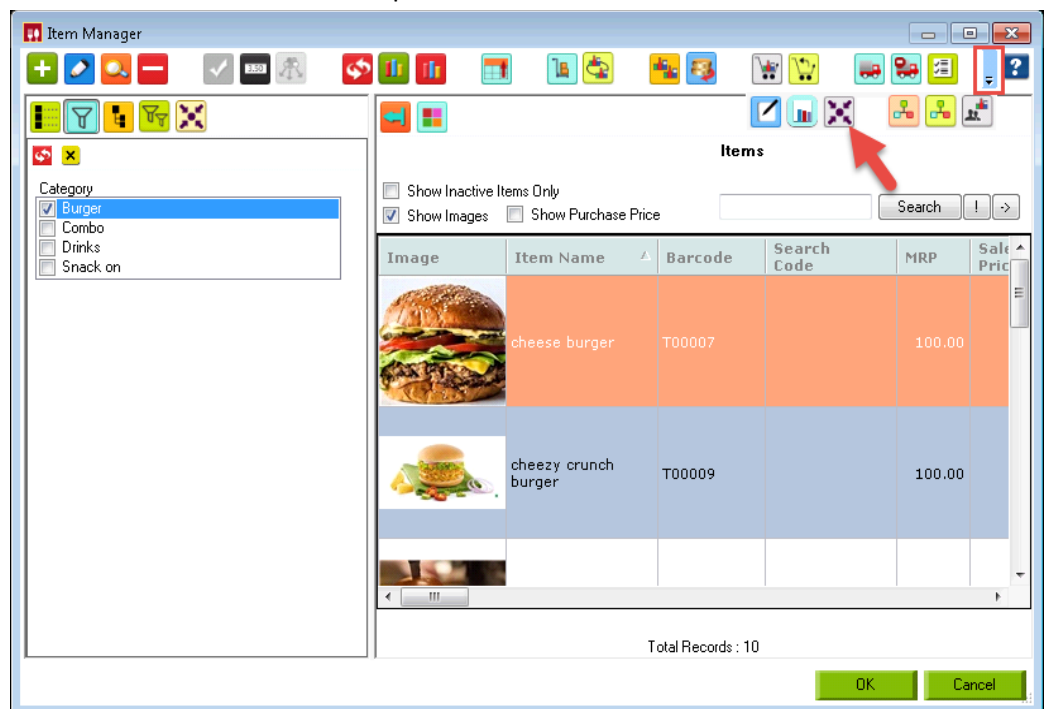 Item Manager
3.50
?
Items
Category
Burger
Combo
Drinks
Snack on
Show Inactive Items Only
Show Images
Show Purchase Price
Search
!
->
Image
Item Name
Barcode
Search
Code
MRP
Sale
Pric
cheese burger
T00007
100.00
cheezy crunch
burger
T00009
100.00
Total Records : 10
OK
Cancel